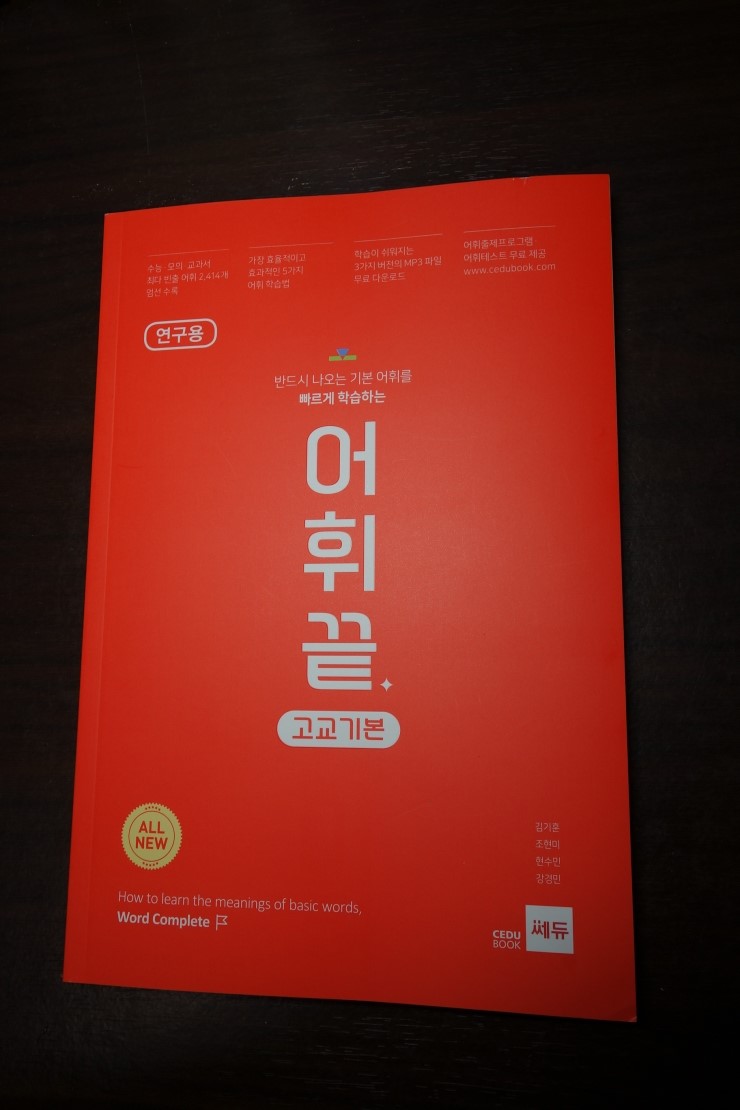 수능 · 모의 · 교과서
최다 빈출 어휘 2,414개
엄선 수록
가장 효율적이고
효과적인 5가지
어휘 학습법
학습이 쉬워지는
3가지 버전의 MP3 파일
무료 다운로드
어휘출제프로그램
어휘테스트 무료 제공
www.cedubook.com
연구용
반드시 나오는 기본 어휘를
빠르게 학습하는
어
휘
끝
고교기본
ALL
NEW
김기훈
조현미
현수민
강경민
How to learn the meanings of basic words,
Word Complete
CEDU
BOOK
쎄듀